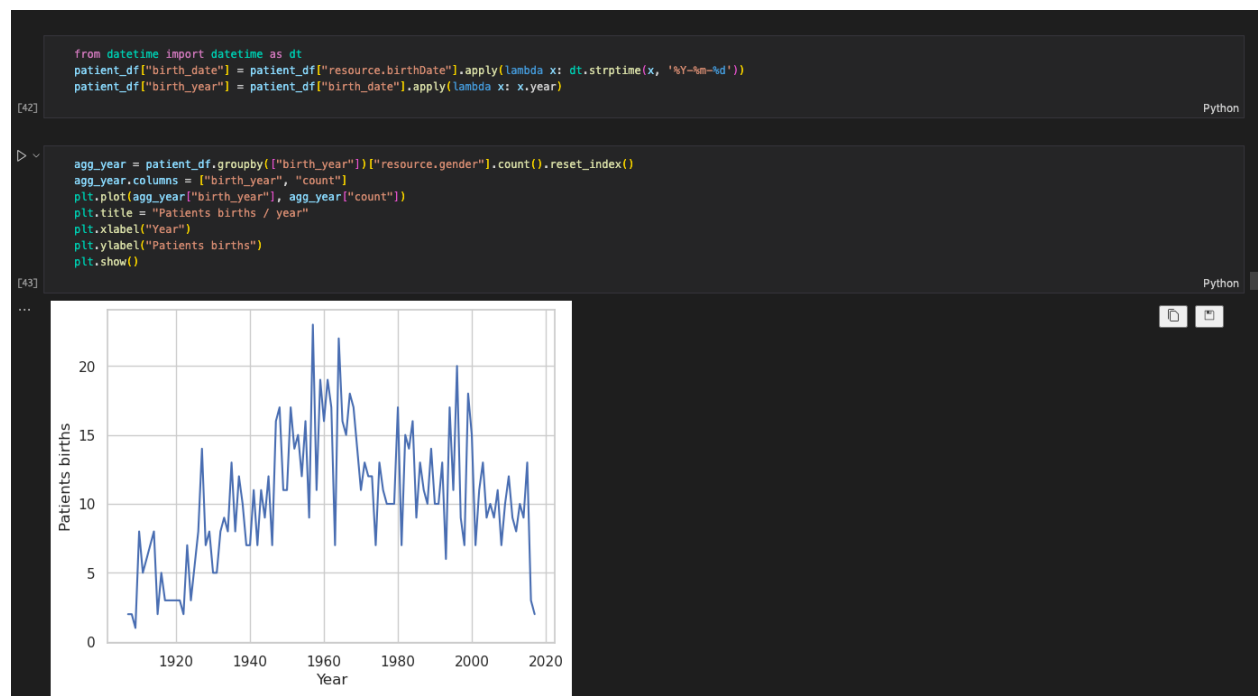 from datetime import datetime as dt
patient_df["birth_date"] = patient_df["resource.birthDate"].apply(lambda x: dt.strptime(x, '%Y-%m-%d'))
patient_df["birth_year"] = patient_df["birth_date"].apply(lambda x: x.year)
[42]
Python
agg_year = patient_df.groupby(["birth_year"])["resource.gender"].count().reset_index()
agg_year.columns = ["birth_year", "count"]
plt.plot(agg_year["birth_year"], agg_year["count"])
plt.title = "Patients births / year"
plt.xlabel("Year")
plt.ylabel("Patients births")
plt.show()
[43]
Python
...
20
15
10
5
0
Patients births
1920 1940 1960 1980 2000 2020
Year